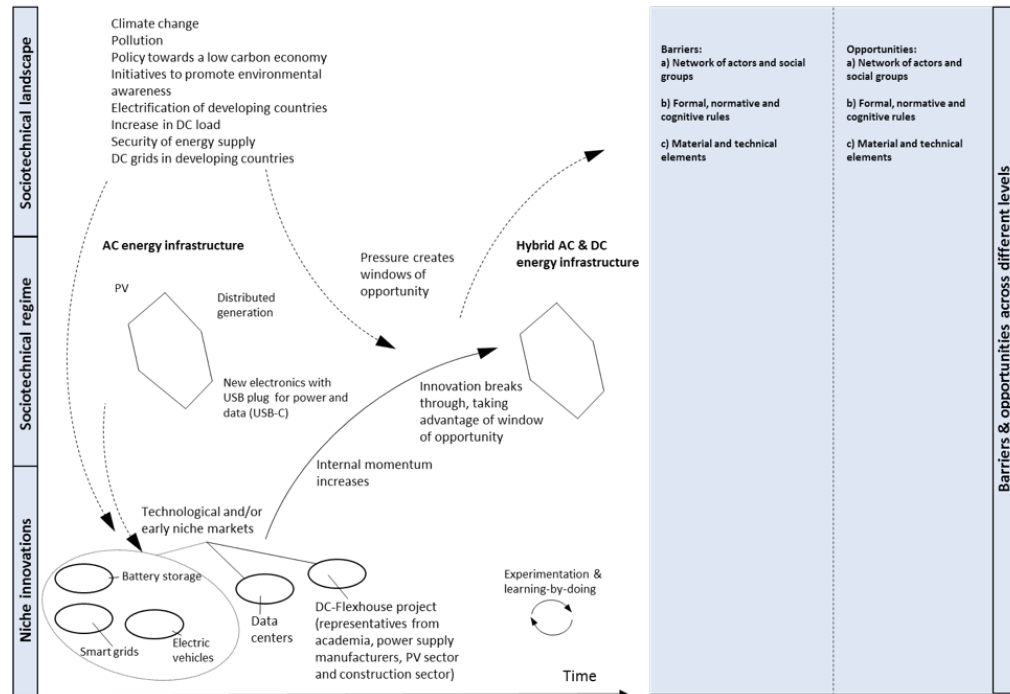 Sociotechnical landscape
Climate change
Pollution
Policy towards a low carbon economy
Initiatives to promote environmental
awareness
Electrification of developing countries
Increase in DC load
Security of energy supply
DC grids in developing countries
Barriers:
a) Network of actors and social
groups
b) Formal, normative and
cognitive rules
c) Material and technical
elements
Opportunities:
a) Network of actors and
social groups
b) Formal, normative and
cognitive rules
c) Material and technical
elements
Barriers & opportunities across different levels
Sociotechnical regime
AC energy infrastructure
PV
Distributed
generation
New electronics with
USB plug for power and
data (USB-C)
Pressure creates
windows of
opportunity
Hybrid AC & DC
energy infrastructure
Innovation breaks
through, taking
advantage of window
of opportunity
Internal momentum
increases
Niche innovations
Technological and/or
early niche markets
Battery storage
Smart grids
Electric
vehicles
Data
centers
DC-Flexhouse project
(representatives from
academia, power supply
manufacturers, PV sector
and construction sector)
Experimentation &
learning-by-doing
Time